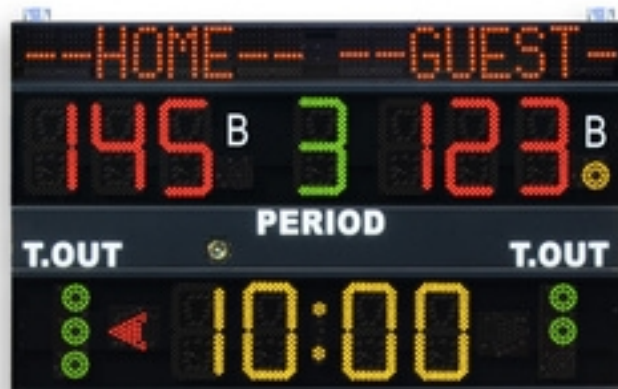 --HOME-- --GUEST-
145 B 3 123 B
PERIOD
T.OUT T.OUT
10:00